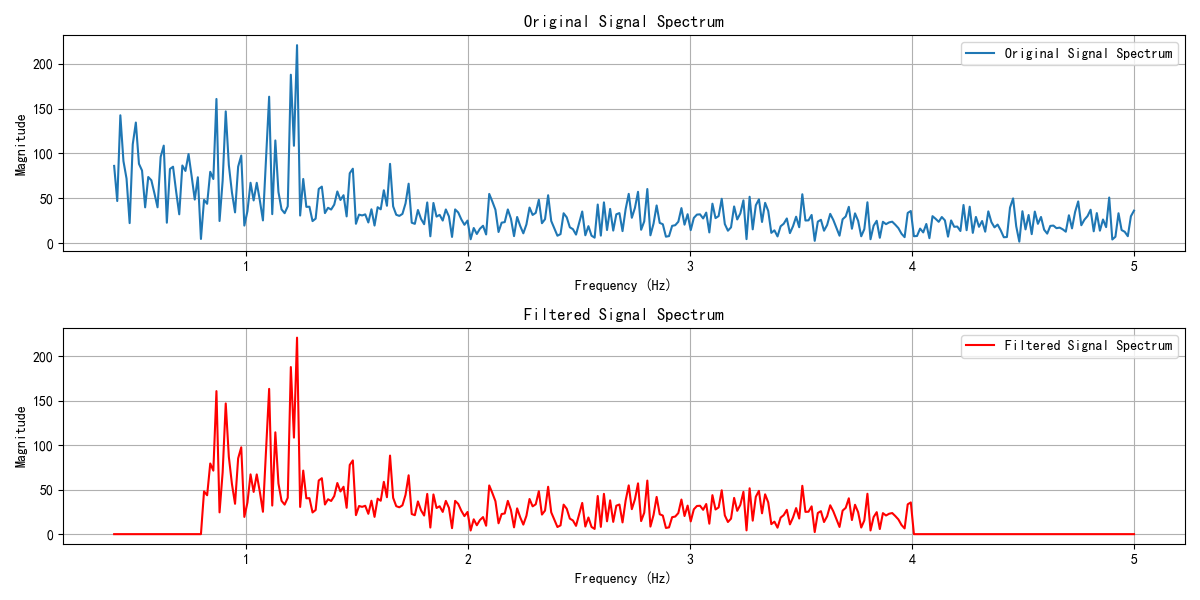 Original Signal Spectrum
Original Signal Spectrum
Magnitude
200
150
100
50
0
1
2
3
4
5
Frequency (Hz)
Filtered Signal Spectrum
Filtered Signal Spectrum
Magnitude
200
150
100
50
0
1
2
3
4
5
Frequency (Hz)